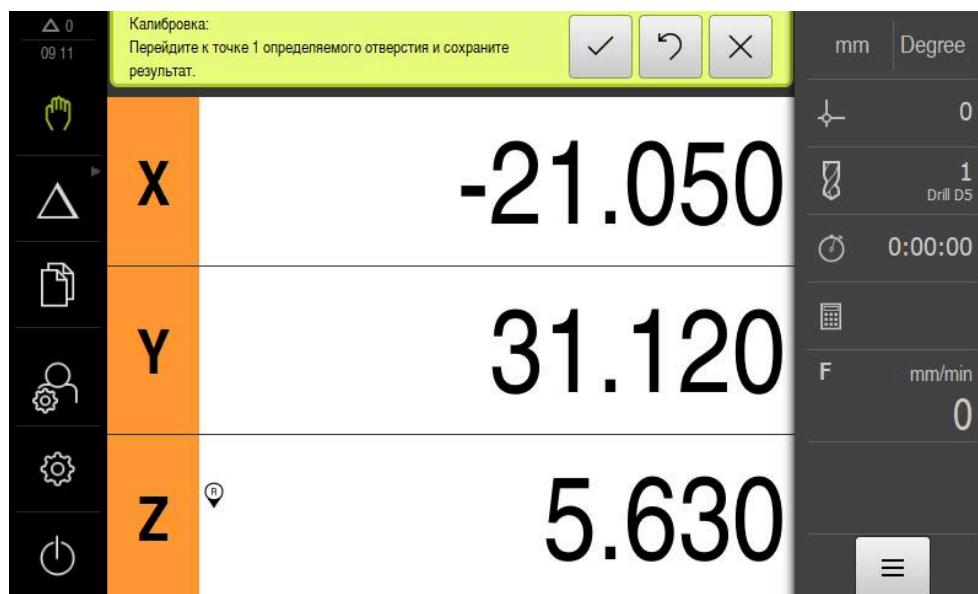 0
09 11
Калибровка:
Перейдите к точке 1 определяемого отверстия и сохраните
результат.
mm Degree
X -21.050
Y 31.120
Z R 5.630
0
1
Drill D5
0:00:00
F mm/min
0